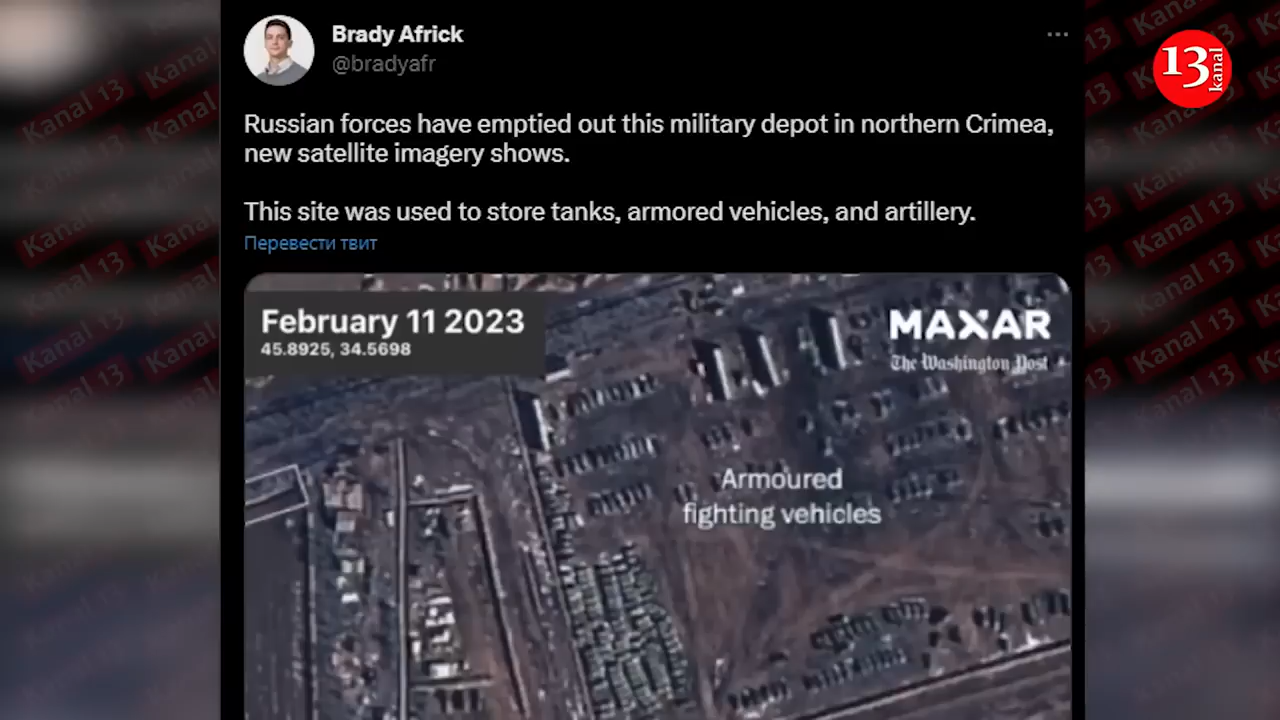 Brady Africk
@bradyafr
13 kanal
Russian forces have emptied out this military depot in northern Crimea,
new satellite imagery shows.
This site was used to store tanks, armored vehicles, and artillery.
Перевести твит
February 11 2023
45.8925, 34.5698
MAXAR
The Washington Post
Armoured
fighting vehicles
Kanal 13